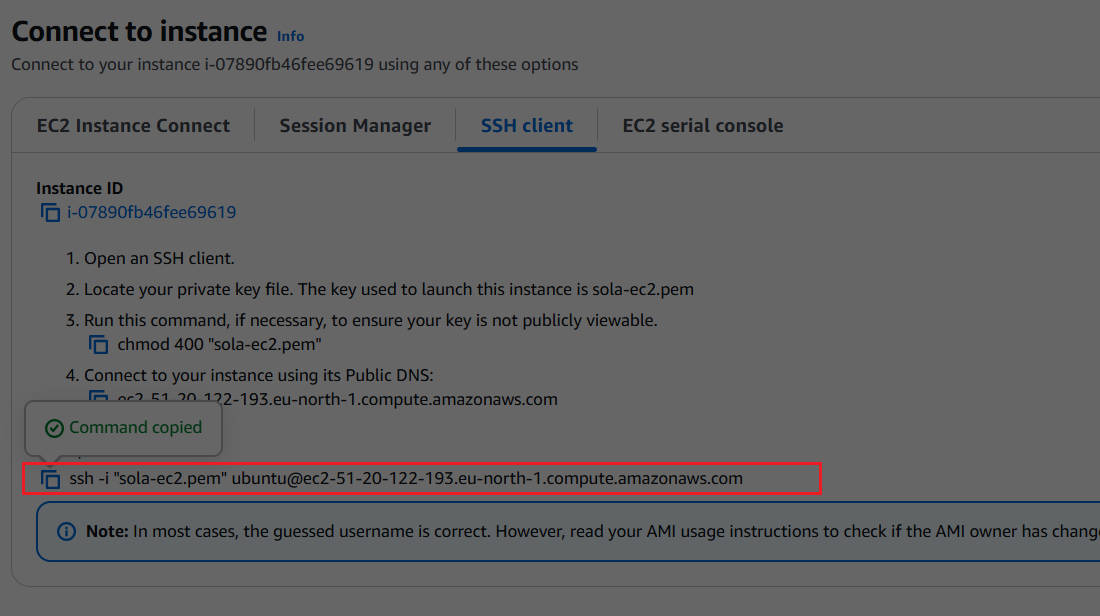 Connect to instance Info
Connect to your instance i-07890fb46fee69619 using any of these options
EC2 Instance Connect Session Manager SSH client EC2 serial console
Instance ID
i-07890fb46fee69619
1. Open an SSH client.
2. Locate your private key file. The key used to launch this instance is sola-ec2.pem
3. Run this command, if necessary, to ensure your key is not publicly viewable.
chmod 400 "sola-ec2.pem"
4. Connect to your instance using its Public DNS:
ec2-51-20-122-193.eu-north-1.compute.amazonaws.com
Command copied
ssh -i "sola-ec2.pem" ubuntu@ec2-51-20-122-193.eu-north-1.compute.amazonaws.com
Note: In most cases, the guessed username is correct. However, read your AMI usage instructions to check if the AMI owner has chang